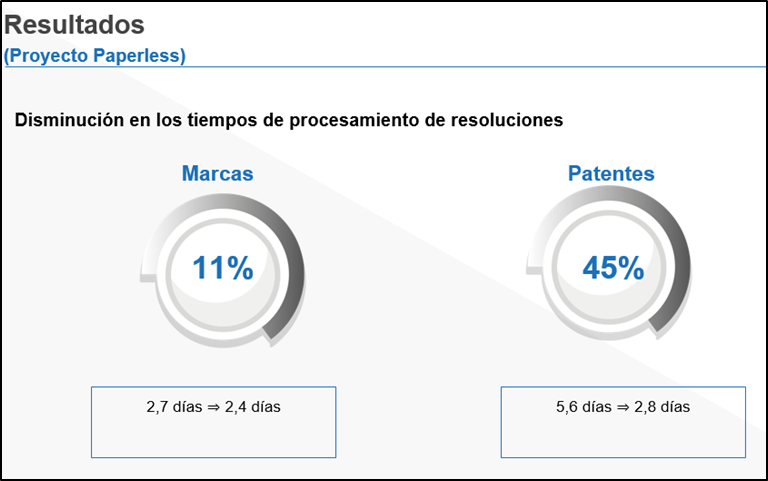 Resultados
(Proyecto Paperless)
Disminución en los tiempos de procesamiento de resoluciones
Marcas
Patentes
11%
45%
2,7 días ⇒ 2,4 días
5,6 días ⇒ 2,8 días